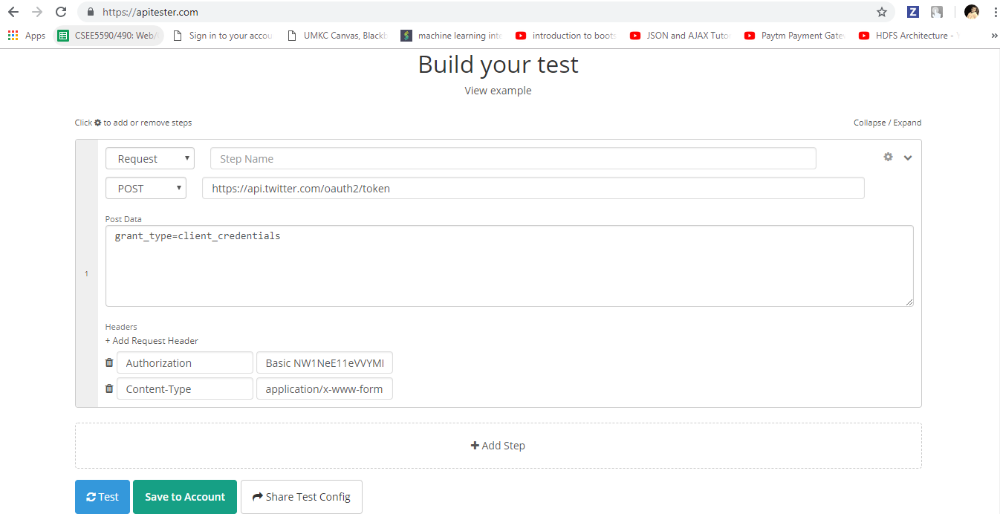 https://apitester.com
Z
Apps CSEE5590/490: Web/ Sign in to your accou UMKC Canvas, Blackb machine learning inte introduction to boots JSON and AJAX Tuto Paytm Payment Gate HDFS Architecture - »
Build your test
View example
Click to add or remove steps Collapse / Expand
Request Step Name
POST https://api.twitter.com/oauth2/token
Post Data
grant_type=client_credentials
1
Headers
+ Add Request Header
Authorization Basic
Content-Type application/x-www-form
+ Add Step
Test Save to Account Share Test Config